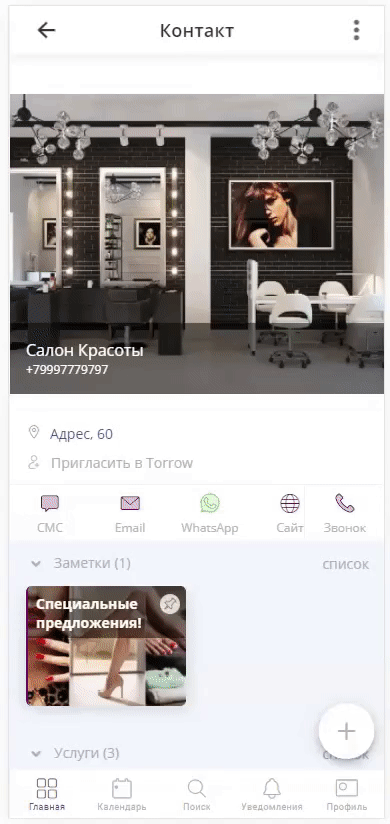 Контакт
Салон Красоты
+79997779797
Адрес, 60
Пригласить в Torrow
СМС
Email
WhatsApp
Сайт
Звонок
Заметки (1)
список
Специальные
предложения!
Услуги (3)
список
Главная
Календарь
Поиск
Уведомления
Профиль